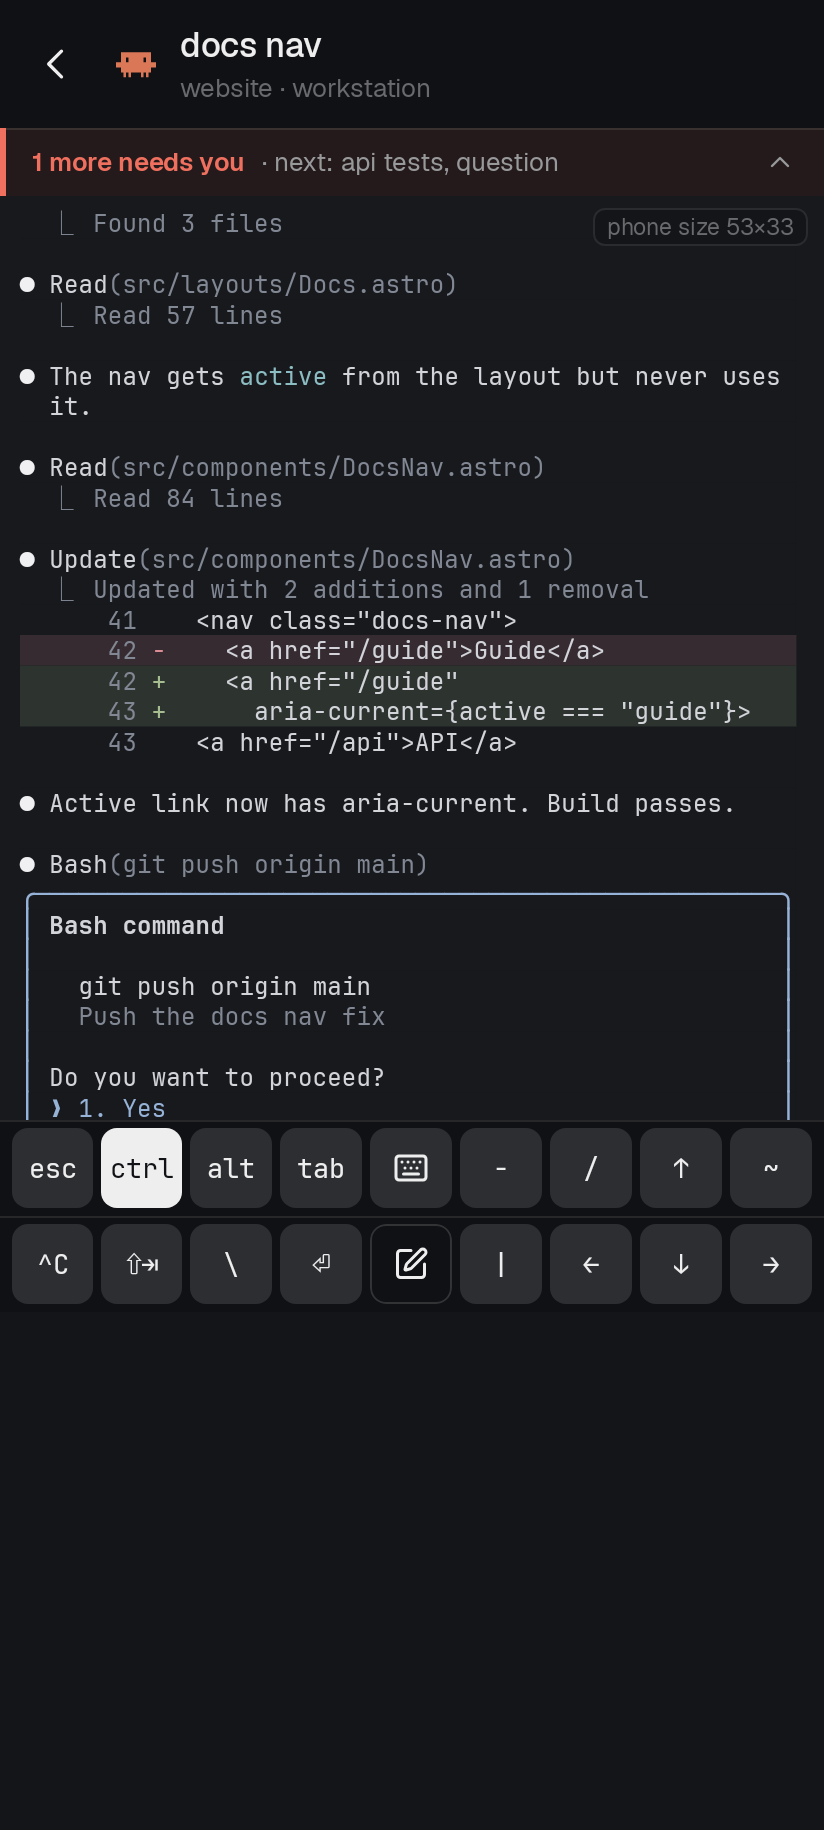 docs nav
website · workstation
1 more needs you · next: api tests, question
⎿ Found 3 files
phone size 53×33
● Read(src/layouts/Docs.astro)
⎿ Read 57 lines
● The nav gets active from the layout but never uses
it.
● Read(src/components/DocsNav.astro)
⎿ Read 84 lines
● Update(src/components/DocsNav.astro)
⎿ Updated with 2 additions and 1 removal
41 <nav class="docs-nav">
42 - <a href="/guide">Guide</a>
42 + <a href="/guide"
43 + aria-current={active === "guide"}>
43 <a href="/api">API</a>
● Active link now has aria-current. Build passes.
● Bash(git push origin main)
Bash command
git push origin main
Push the docs nav fix
Do you want to proceed?
❯ 1. Yes
esc ctrl alt tab - / ↑ ~
^C ⇧⇥ \ ⏎ | ← ↓ →